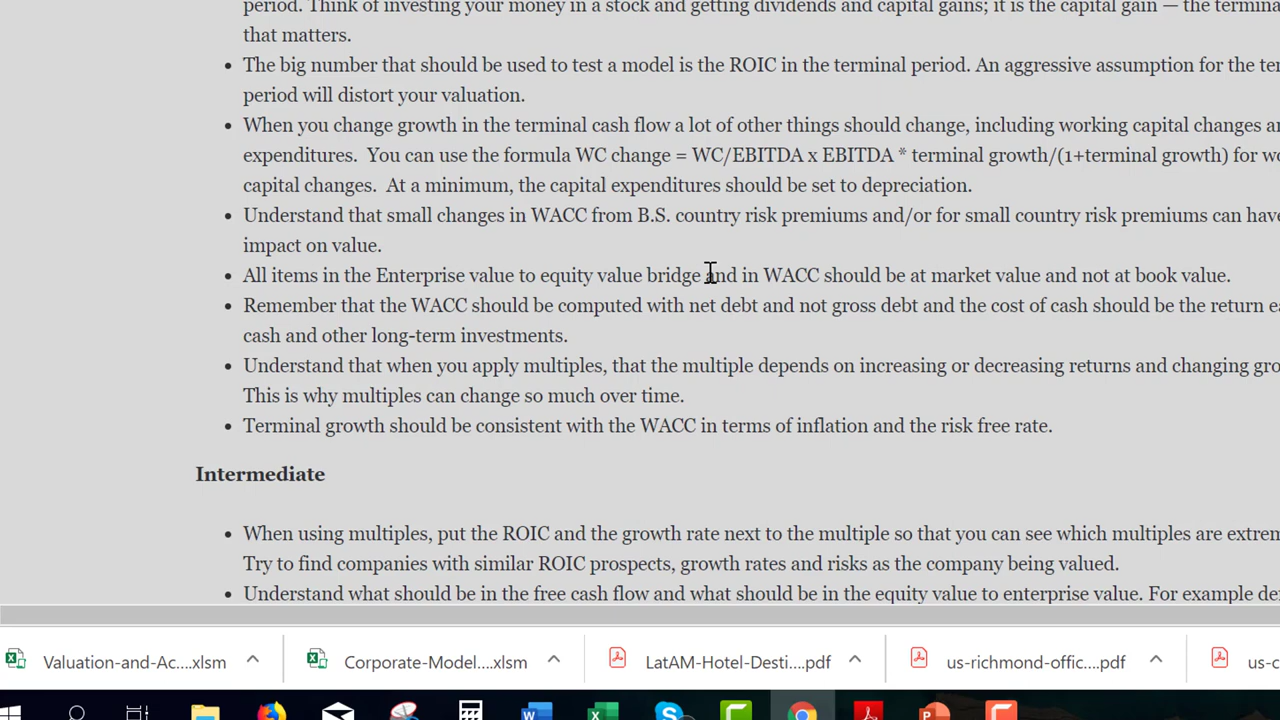 period. Think of investing your money in a stock and getting dividends and capital gains; it is the capital gain — the terminal
that matters.
• The big number that should be used to test a model is the ROIC in the terminal period. An aggressive assumption for the
period will distort your valuation.
• When you change growth in the terminal cash flow a lot of other things should change, including working capital changes
expenditures. You can use the formula WC change = WC/EBITDA x EBITDA * terminal growth/(1+terminal growth) for
capital changes. At a minimum, the capital expenditures should be set to depreciation.
• Understand that small changes in WACC from B.S. country risk premiums and/or for small country risk premiums can have
impact on value.
• All items in the Enterprise value to equity value bridge and in WACC should be at market value and not at book value.
• Remember that the WACC should be computed with net debt and not gross debt and the cost of cash should be the return
cash and other long-term investments.
• Understand that when you apply multiples, that the multiple depends on increasing or decreasing returns and changing
This is why multiples can change so much over time.
• Terminal growth should be consistent with the WACC in terms of inflation and the risk free rate.
Intermediate
• When using multiples, put the ROIC and the growth rate next to the multiple so that you can see which multiples are
Try to find companies with similar ROIC prospects, growth rates and risks as the company being valued.
• Understand what should be in the free cash flow and what should be in the equity value to enterprise value. For example
Valuation-and-Ac....xlsm
Corporate-Model....xlsm
LatAM-Hotel-Desti....pdf
us-richmond-offic....pdf